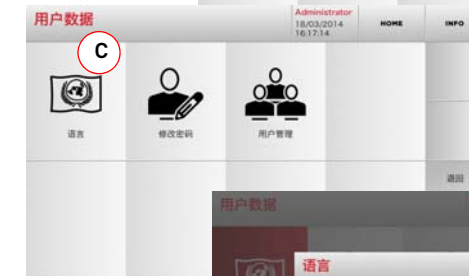 用户数据
Administrator
18/03/2014
16:17:14
HOME
INFO
C
语言
修改密码
用户管理
退回
用户数据
语言